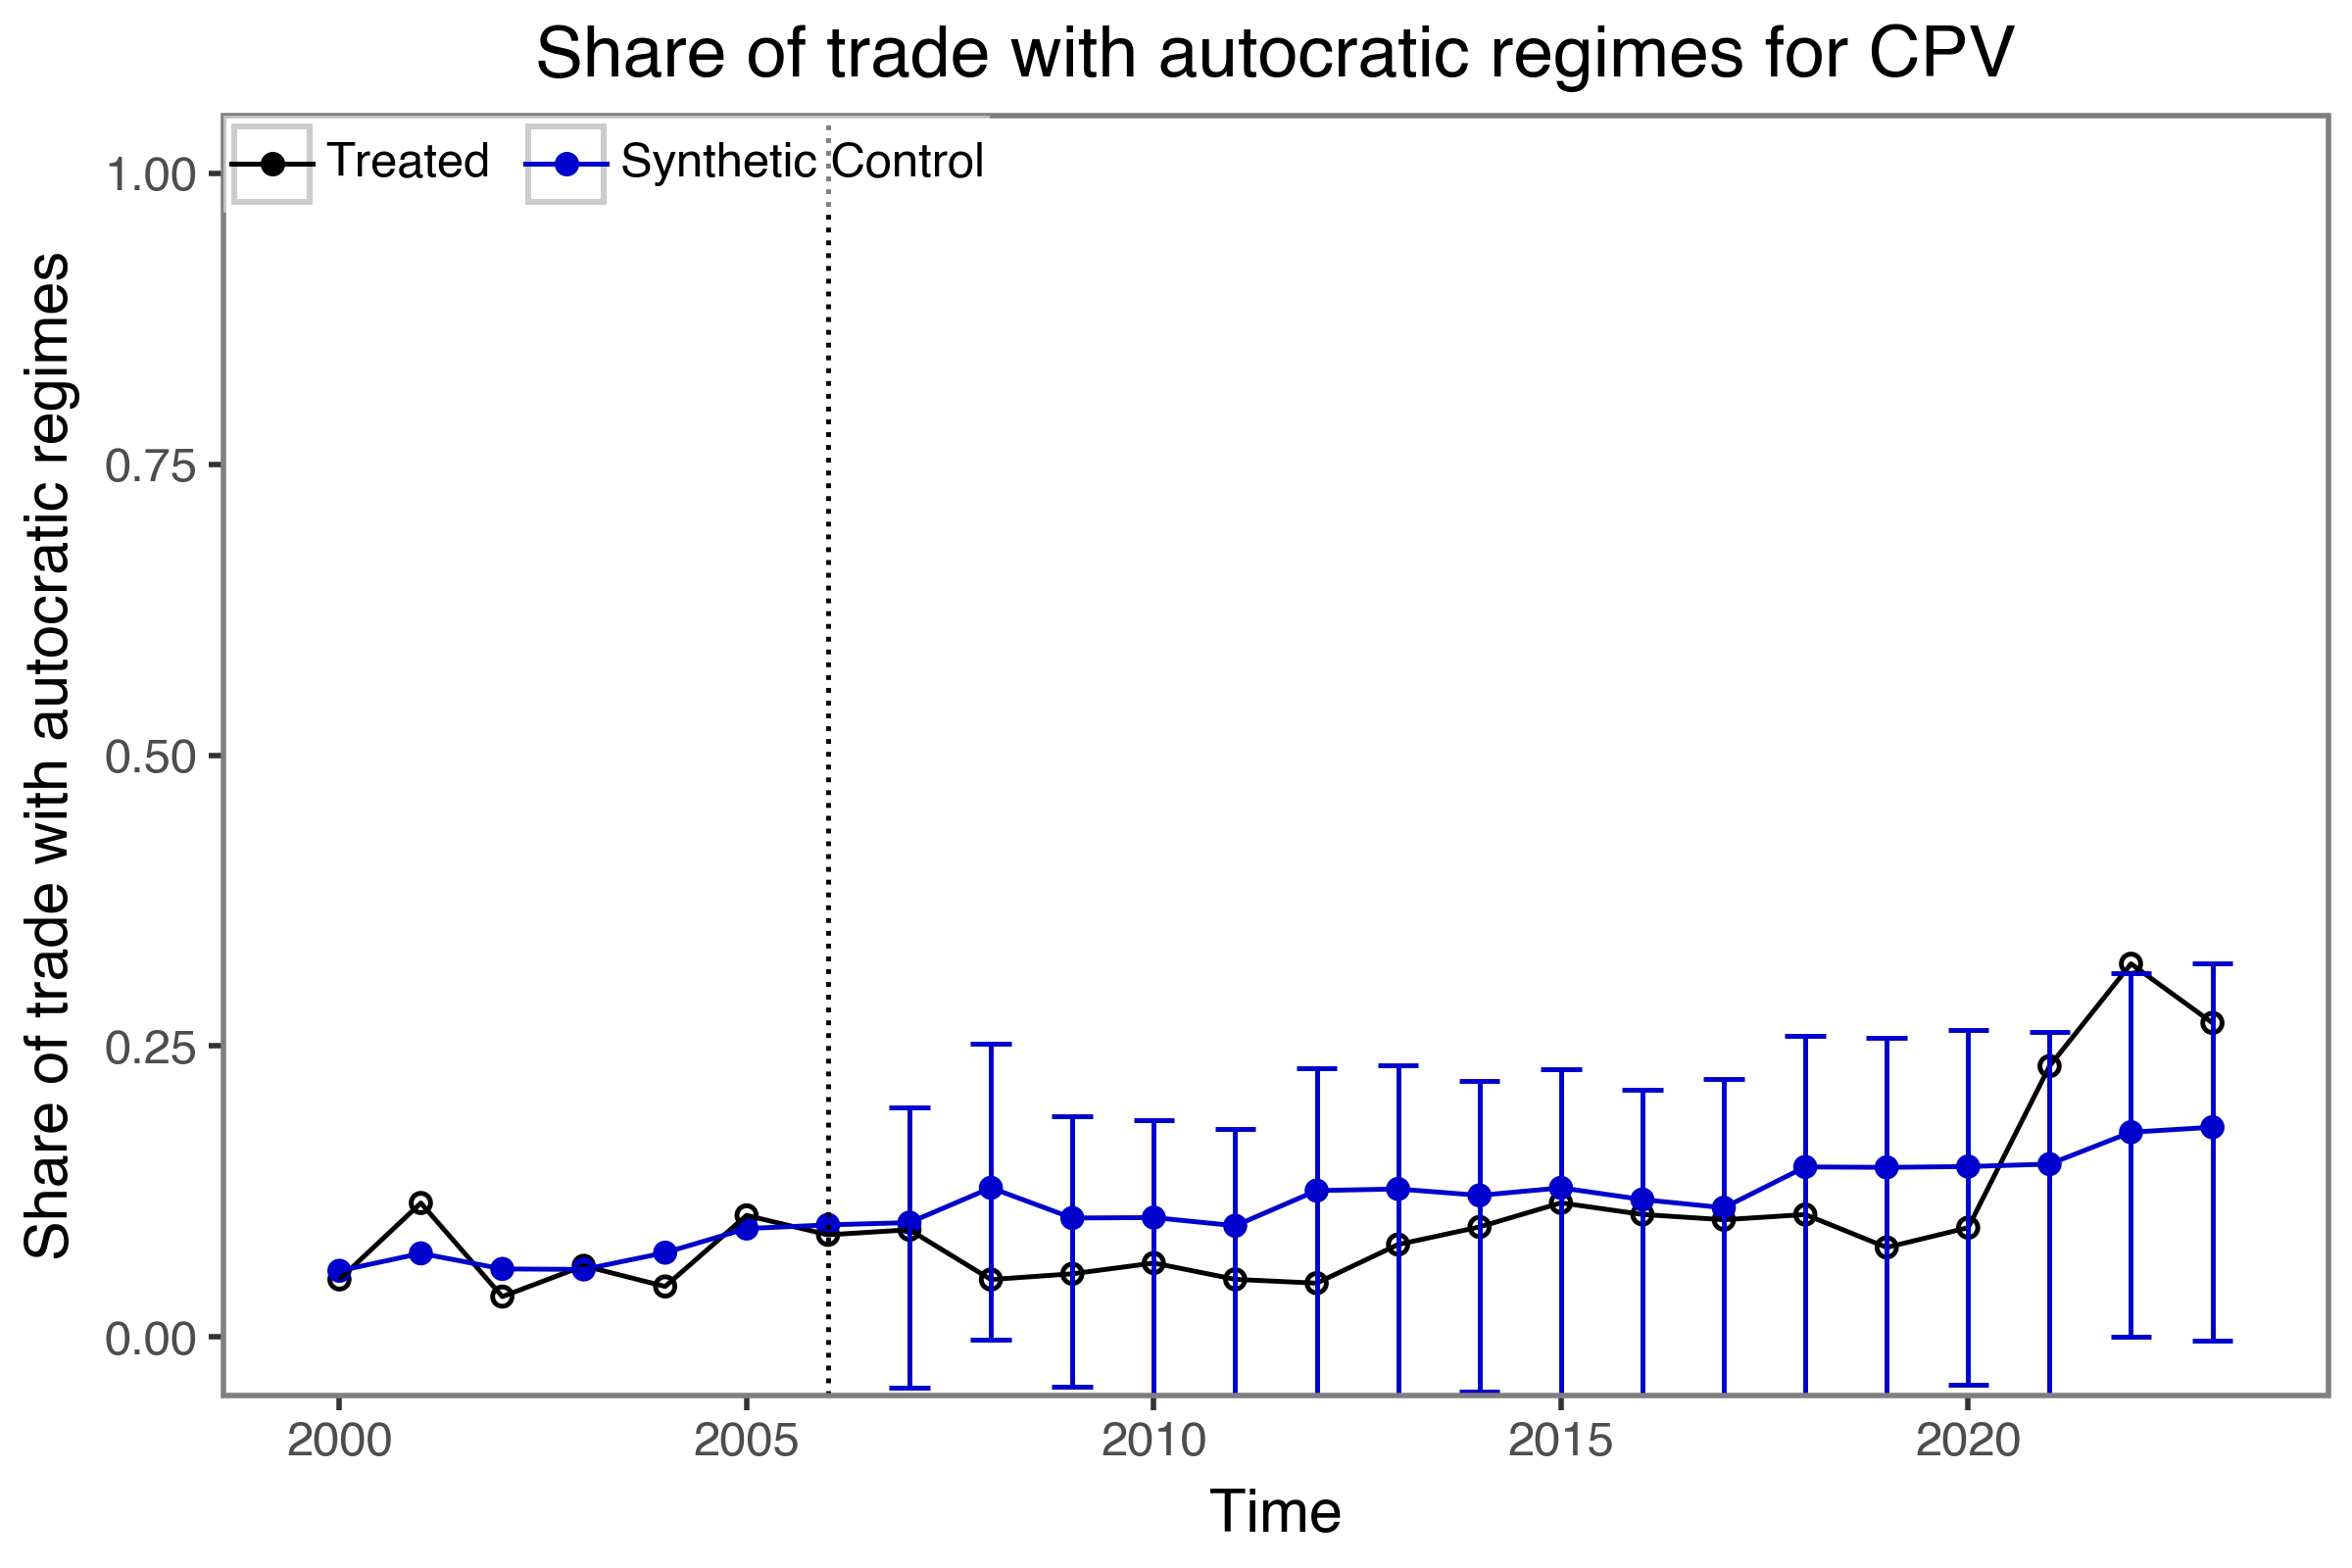 Share of trade with autocratic regimes for CPV
Treated
Synthetic Control
Share of trade with autocratic regimes
1.00
0.75
0.50
0.25
0.00
2000
2005
2010
2015
2020
Time